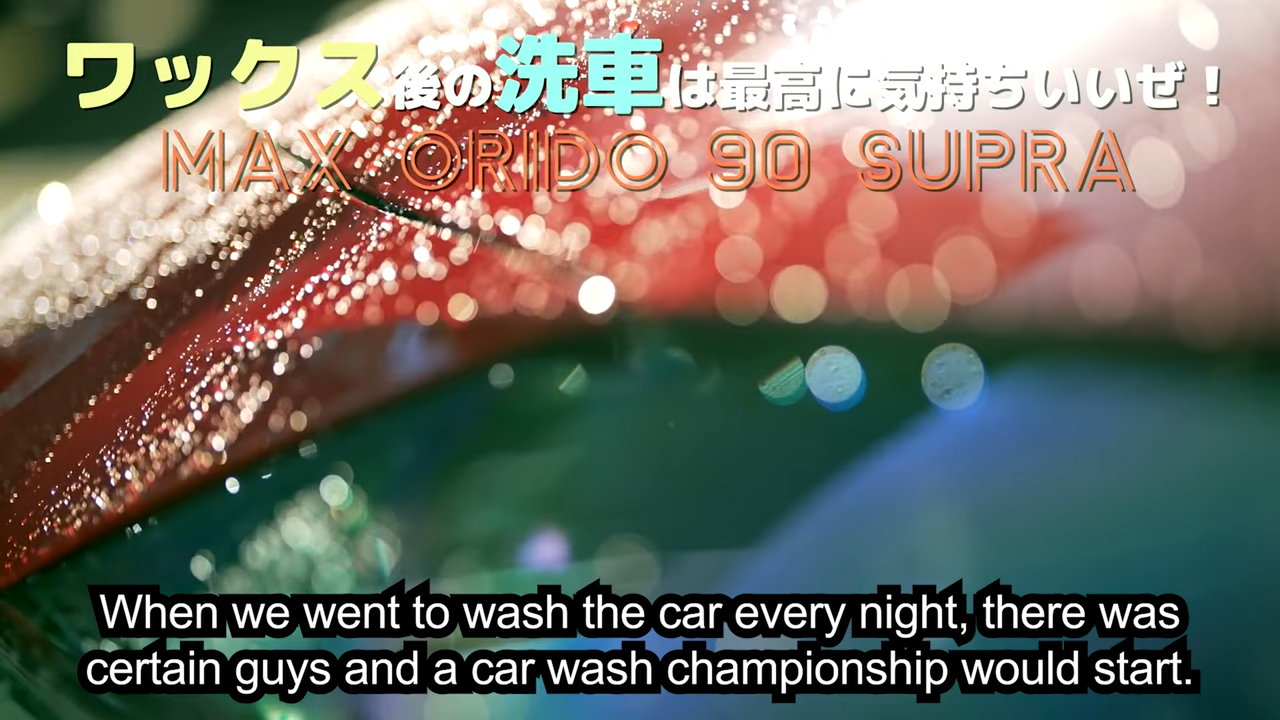 ワックス後の洗車は最高に気持ちいいぜ！
MAX ORIDO 90 SUPRA
When we went to wash the car every night, there was
certain guys and a car wash championship would start.